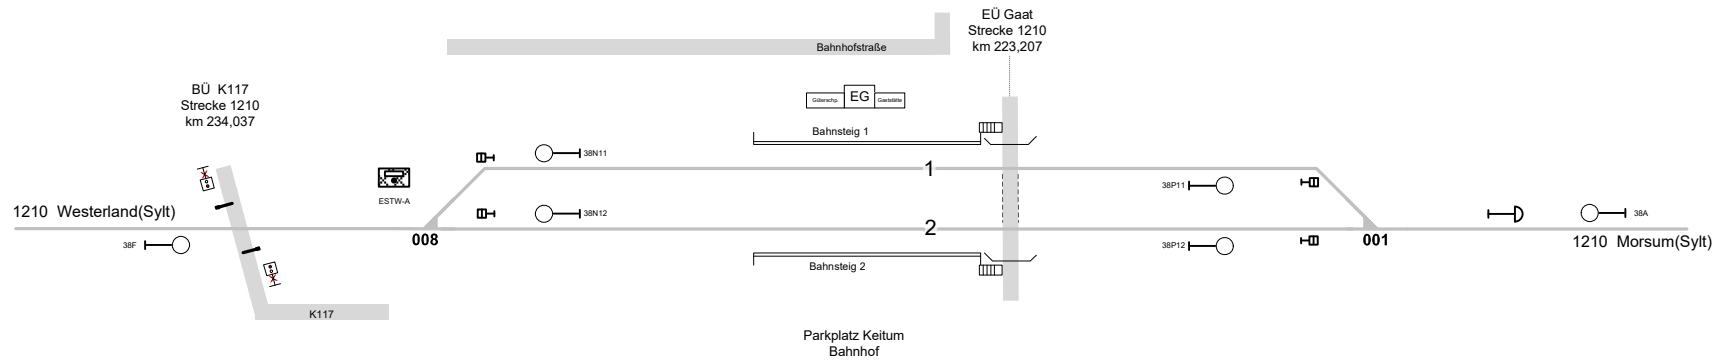 EÜ Gaat
Strecke 1210
km 223,207
Bahnhofstraße
BÜ K117
Strecke 1210
km 234,037
Güterschp.
EG
Gaststätte
Bahnsteig 1
38N11
1
ESTW-A
38P11
1210 Westerland(Sylt)
38N12
38A
2
008
001
38F
38P12
1210 Morsum(Sylt)
Bahnsteig 2
K117
Parkplatz Keitum
Bahnhof